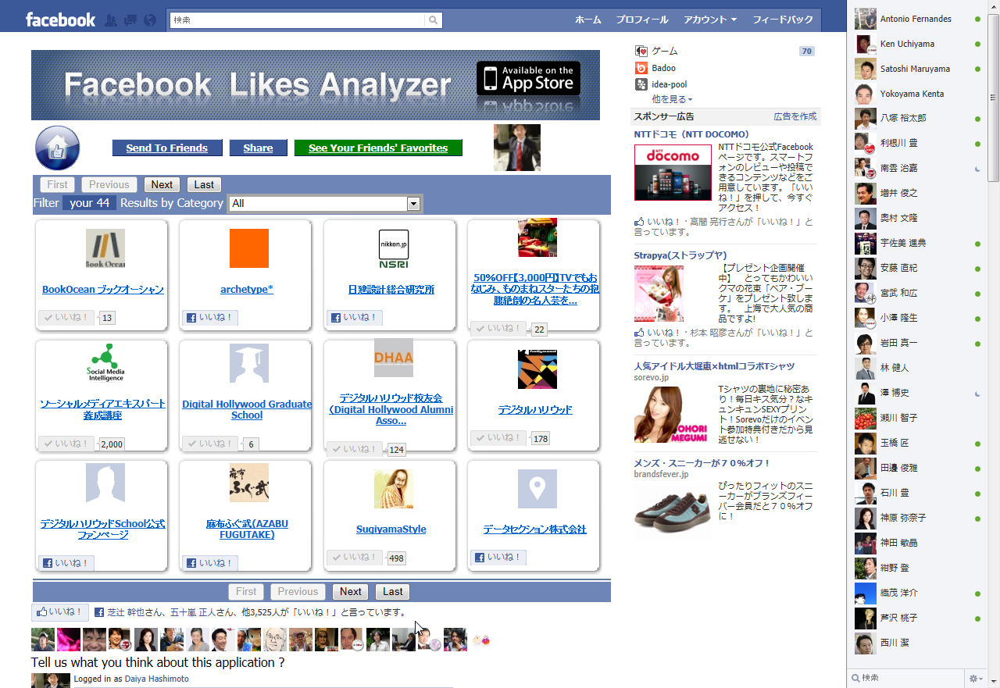 facebook
検索
ホーム プロフィール アカウント フィードバック
Facebook Likes Analyzer
Available on the
App Store
Send To Friends Share See Your Friends' Favorites
First Previous Next Last
Filter your 44 Results by Category All
BookOcean ブックオーシャン
いいね！ 13
archetype*
いいね！
nikken.jp
NSRI
日建設計総合研究所
いいね！
50%OFF【3,000円】TVでもお
なじみ、ものまねスターたちの抱
腹絶倒の名人芸を...
いいね！ 22
Social Media
Intelligence
ソーシャルメディアエキスパート
養成講座
いいね！ 2,000
Digital Hollywood Graduate
School
いいね！ 6
DHAA
デジタルハリウッド校友会
（Digital Hollywood Alumni
Asso...
いいね！ 124
デジタルハリウッド
いいね！ 178
デジタルハリウッドSchool公式
ファンページ
いいね！
麻布ふぐ武(AZABU
FUGUTAKE)
いいね！
SugiyamaStyle
いいね！ 498
データセクション株式会社
いいね！
First Previous Next Last
いいね！ 芝辻 幹也さん、五十嵐 正人さん、他3,525人が「いいね！」と言っています。
Tell us what you think about this application ?
Logged in as Daiya Hashimoto
ゲーム 70
Badoo
idea-pool
他を見る
スポンサー広告 広告を作成
NTTドコモ（NTT DOCOMO）
NTT
docomo
NTTドコモ公式Facebook
ページです。スマートフ
ォンのレビューや投稿で
きるコンテンツなどをご
用意しています。「いい
ね！」を押して、今すぐ
アクセス！
いいね！・高間 晃行さんが「いいね！」と
言っています。
Strapya(ストラップヤ)
【プレゼント企画開催
中】 とってもかわいい
クマの花束「ベア・ブー
ケ」をプレゼント致しま
す。 上海で大人気の商
品ですよ!
いいね！・杉本 昭彦さんが「いいね！」と
言っています。
人気アイドル大堀恵×htmlコラボTシャツ
sorevo.jp
OHORI
MEGUMI
Tシャツの裏地に秘密あ
り！毎日キス気分？なキ
ュンキュンSEXYプリン
ト！Sorevoだけのイベン
ト参加特典付きだから見
逃せない！
メンズ・スニーカーが７０％オフ！
brandsfever.jp
ぴったりフィットのスニ
ーカーがブランズフィー
バー会員だと７０％オフ
に！
Antonio Fernandes
Ken Uchiyama
Satoshi Maruyama
Yokoyama Kenta
八塚 裕太郎
利根川 豊
南雲 治嘉
増井 俊之
奥村 文隆
宇佐美 進典
安藤 直紀
宮武 和広
小澤 隆生
岩田 真一
林 健人
澤 博史
瀬川 智子
玉橋 匠
田邊 俊雅
石川 豊
神原 弥奈子
神田 敏晶
紺野 登
織茂 洋介
芦沢 桃子
西川 潔
検索